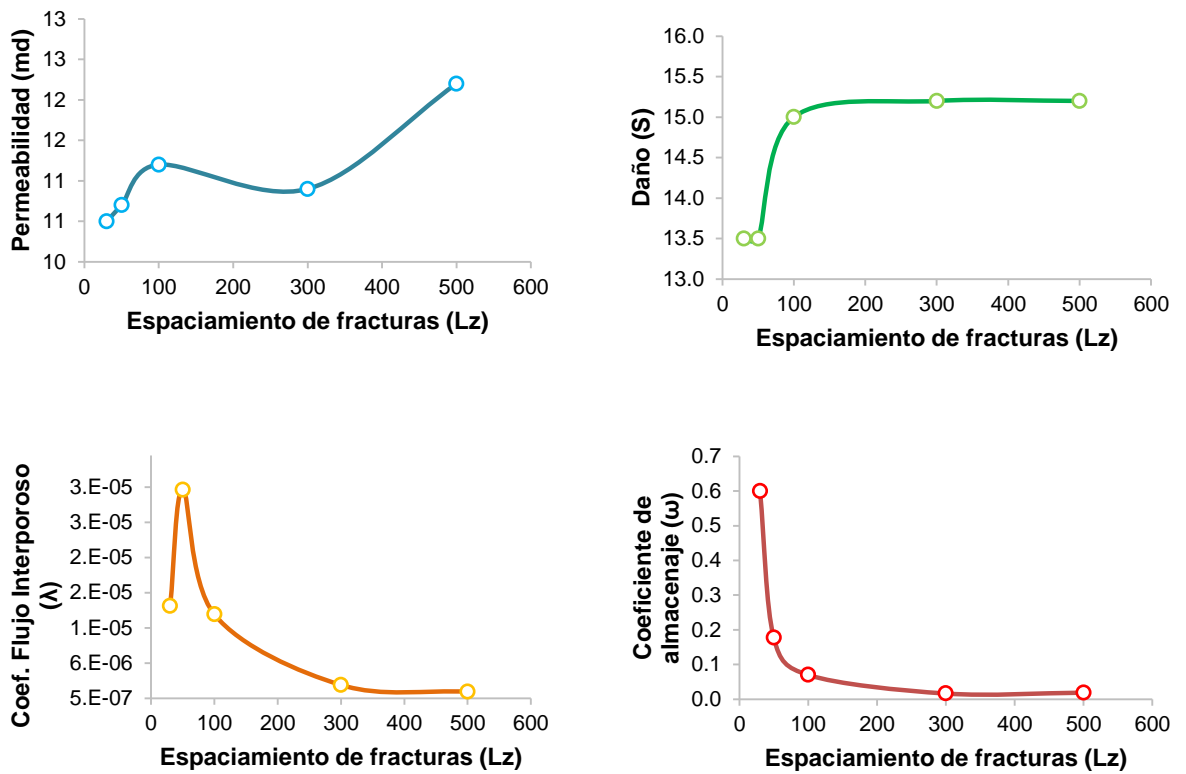 Permeabilidad (md)
13
13
12
12
11
11
10
0 100 200 300 400 500 600
Espaciamiento de fracturas (Lz)
Daño (S)
16.0
15.5
15.0
14.5
14.0
13.5
13.0
0 100 200 300 400 500 600
Espaciamiento de fracturas (Lz)
Coef. Flujo Interporoso
(λ)
3.E-05
3.E-05
2.E-05
2.E-05
1.E-05
6.E-06
5.E-07
0 100 200 300 400 500 600
Espaciamiento de fracturas (Lz)
Coeficiente de
almacenaje (ω)
0.7
0.6
0.5
0.4
0.3
0.2
0.1
0.0
0 100 200 300 400 500 600
Espaciamiento de fracturas (Lz)